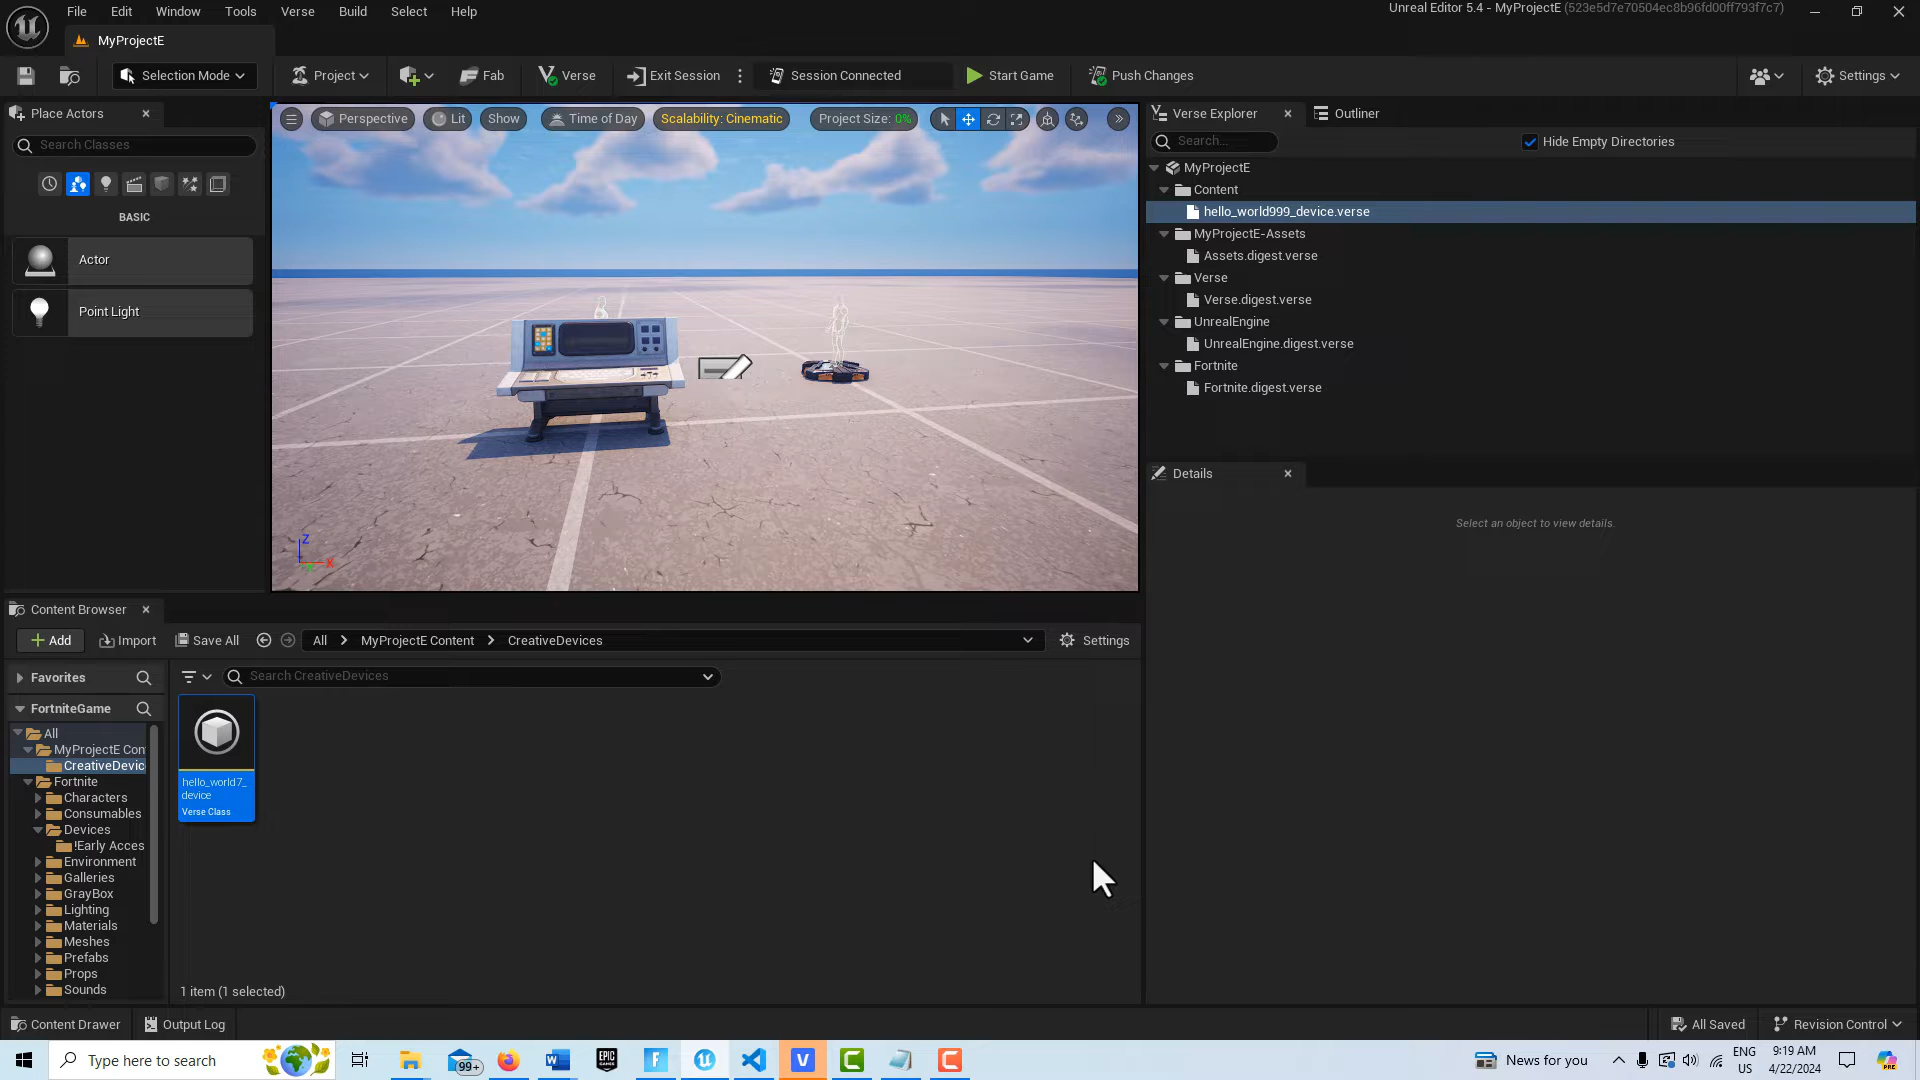 File Edit Window Tools Verse Build Select Help
Unreal Editor 5.4 - MyProjectE (523e5d7e70504ec8b96fd00ff793f7c7)
MyProjectE
Selection Mode Project Fab Verse Exit Session Session Connected Start Game Push Changes Settings
Place Actors
Search Classes
BASIC
Actor
Point Light
Perspective Lit Show Time of Day Scalability: Cinematic Project Size: 0%
Z
X
Verse Explorer Outliner
Search... Hide Empty Directories
MyProjectE
Content
hello_world999_device.verse
MyProjectE-Assets
Assets.digest.verse
Verse
Verse.digest.verse
UnrealEngine
UnrealEngine.digest.verse
Fortnite
Fortnite.digest.verse
Details
Select an object to view details.
Content Browser
Add Import Save All All MyProjectE Content CreativeDevices Settings
Favorites
Search CreativeDevices
FortniteGame
All
MyProjectE Con
CreativeDevic
Fortnite
Characters
Consumables
Devices
!Early Acces
Environment
Galleries
GrayBox
Lighting
Materials
Meshes
Prefabs
Props
Sounds
hello_world7_
device
Verse Class
1 item (1 selected)
Content Drawer Output Log All Saved Revision Control
Type here to search
99+
EPIC
GAMES
News for you
ENG
US
9:19 AM
4/22/2024
PRE